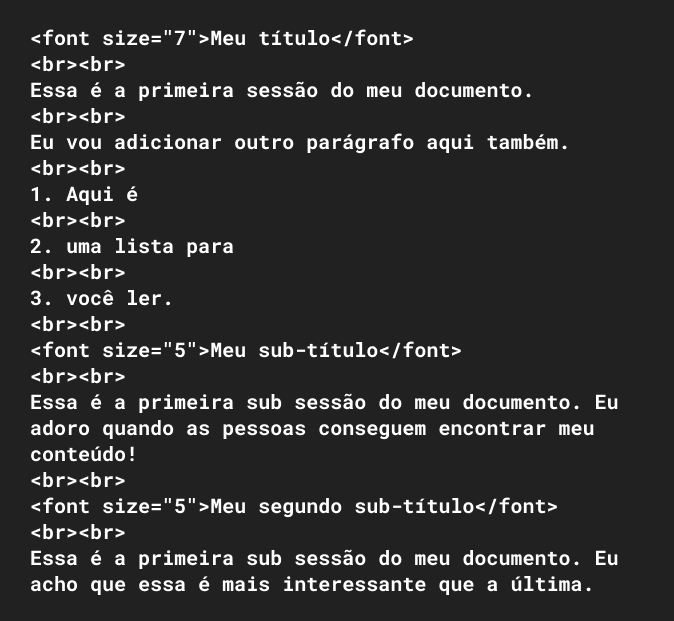 <font size="7">Meu título</font>
<br><br>
Essa é a primeira sessão do meu documento.
<br><br>
Eu vou adicionar outro parágrafo aqui também.
<br><br>
1. Aqui é
<br><br>
2. uma lista para
<br><br>
3. você ler.
<br><br>
<font size="5">Meu sub-título</font>
<br><br>
Essa é a primeira sub sessão do meu documento. Eu
adoro quando as pessoas conseguem encontrar meu
conteúdo!
<br><br>
<font size="5">Meu segundo sub-título</font>
<br><br>
Essa é a primeira sub sessão do meu documento. Eu
acho que essa é mais interessante que a última.